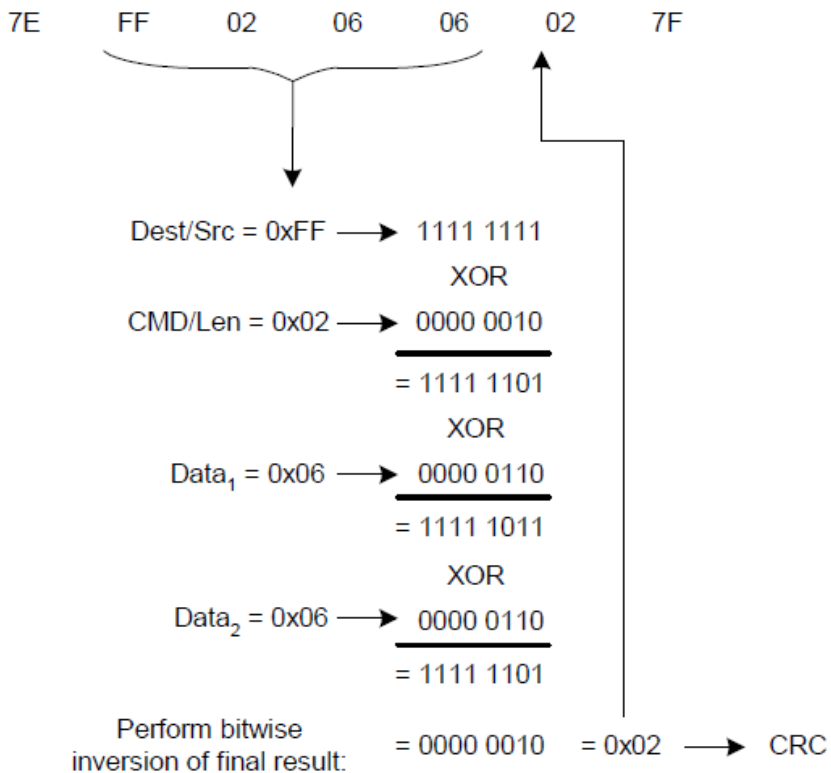 7E FF 02 06 06 02 7F
Dest/Src = 0xFF 1111 1111
XOR
CMD/Len = 0x02 0000 0010
= 1111 1101
XOR
Data₁ = 0x06 0000 0110
= 1111 1011
XOR
Data₂ = 0x06 0000 0110
= 1111 1101
Perform bitwise
inversion of final result: = 0000 0010 = 0x02 CRC